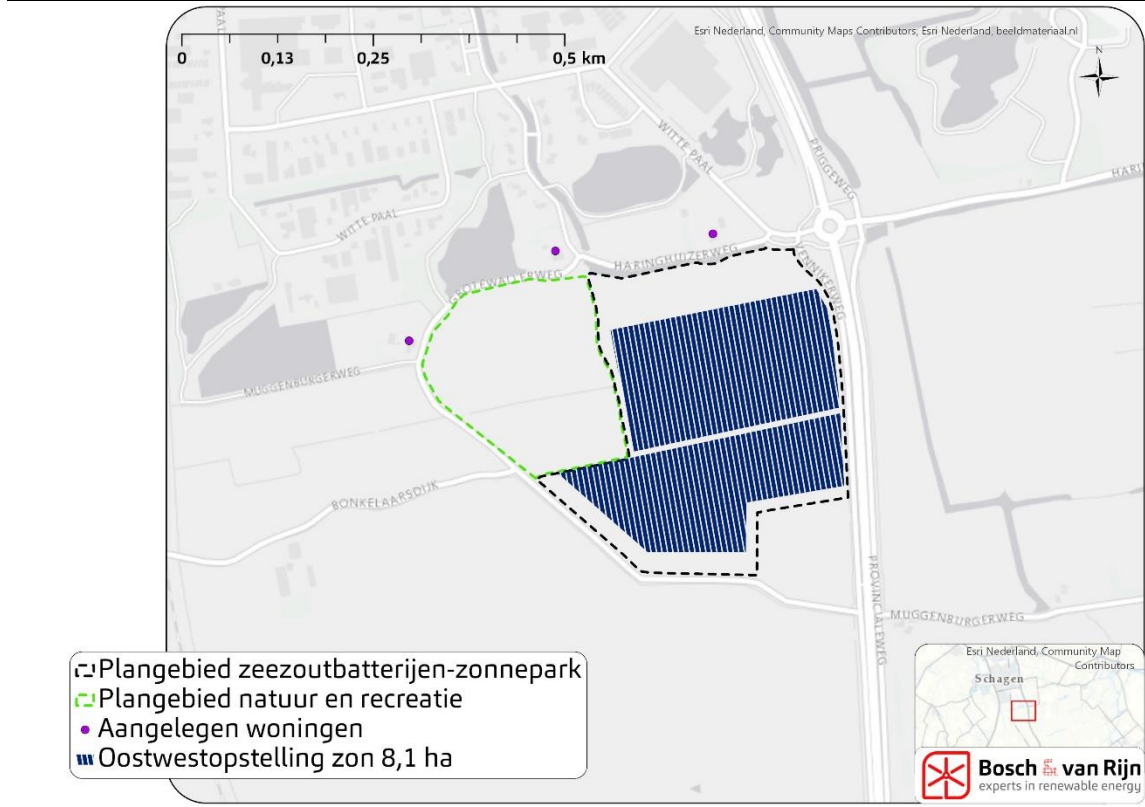 Esri Nederland, Community Maps Contributors, Esri Nederland, beeldmateriaal.nl
0 0,13 0,25 0,5 km
N
PAAL
WITTE PAAL
PRIGGEWEG
WITTE PAAL
HARINGHUIZERWEG
VENNIKERWEG
GROTEWALLERWEG
MUGGENBURGERWEG
BONKELAARSDIJK
PROVINCIALEWEG
MUGGENBURGERWEG
Plangebied zeezoutbatterijen-zonnepark
Plangebied natuur en recreatie
Aangelegen woningen
Oostwestopstelling zon 8,1 ha
Esri Nederland, Community Map
Contributors
Schagen
Bosch & van Rijn
experts in renewable energy